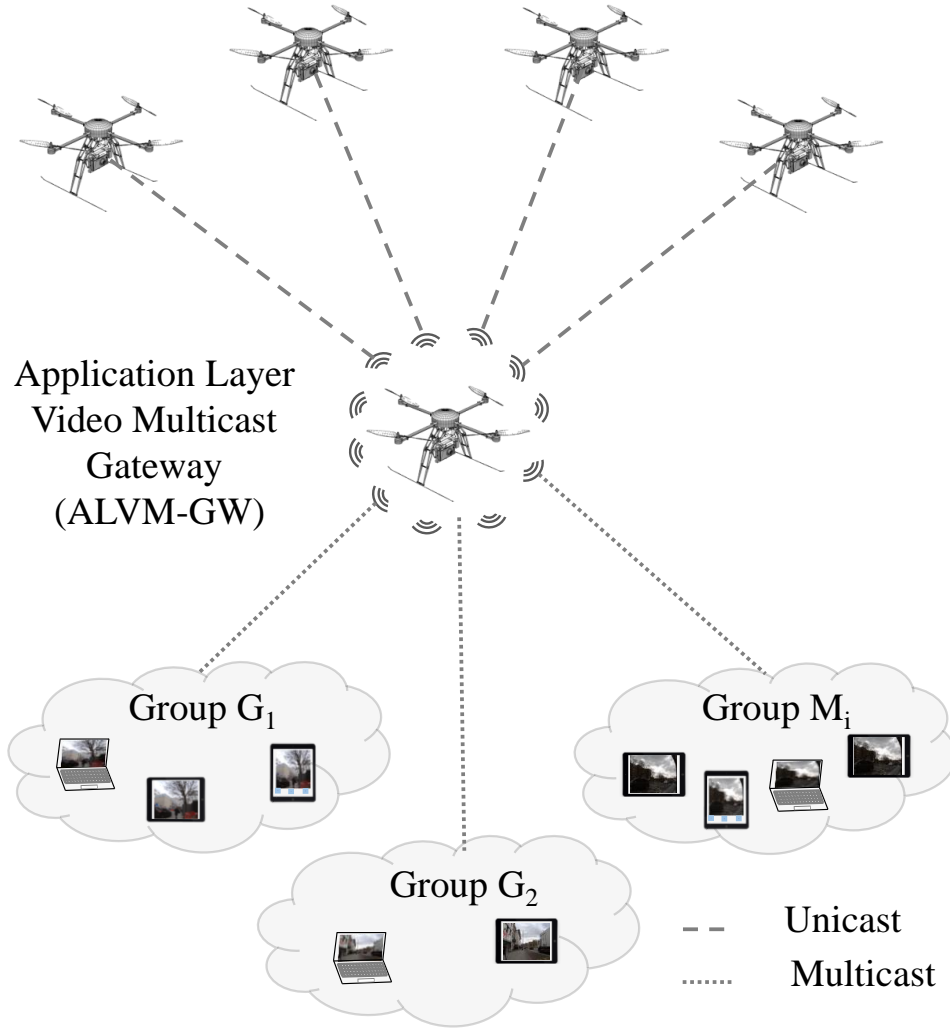 Application Layer
Video Multicast
Gateway
(ALVM-GW)
Group G₁
Group Mᵢ
Group G₂
Unicast
Multicast